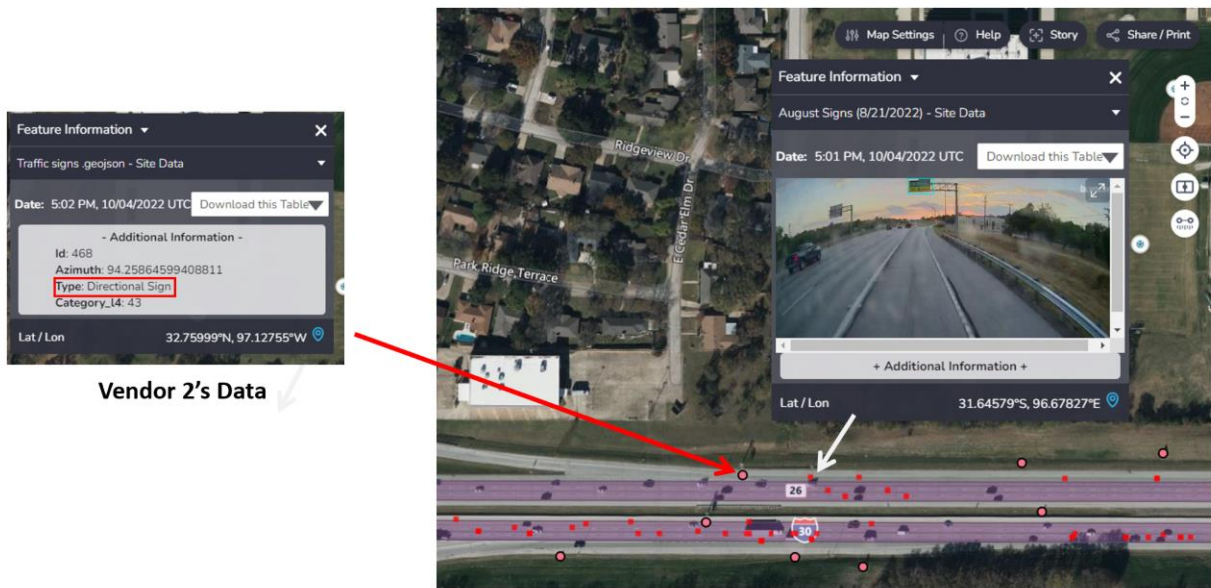 Feature Information
Traffic signs .geojson - Site Data
Date: 5:02 PM, 10/04/2022 UTC
Download this Table
- Additional Information -
Id: 468
Azimuth: 94.25864599408811
Type: Directional Sign
Category_l4: 43
Lat / Lon
32.75999°N, 97.12755°W
Vendor 2's Data
Map Settings
Help
Story
Share / Print
Feature Information
August Signs (8/21/2022) - Site Data
Date: 5:01 PM, 10/04/2022 UTC
Download this Table
+ Additional Information +
Lat / Lon
31.64579°S, 96.67827°E
Ridgeview Dr
E Cedar Elm Dr
Park Ridge Terrace
26
30